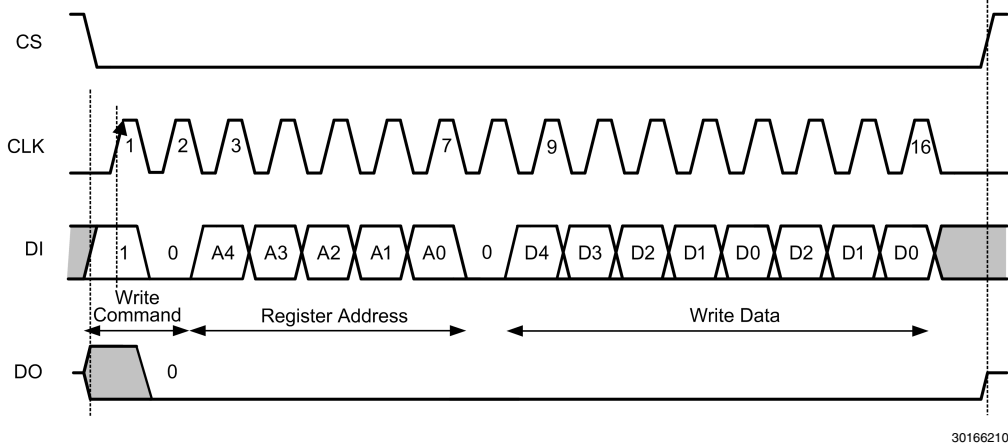 CS
CLK 1 2 3 7 9 16
DI 1 0 A4 A3 A2 A1 A0 0 D4 D3 D2 D1 D0 D2 D1 D0
Write
Command Register Address Write Data
DO 0
30166210